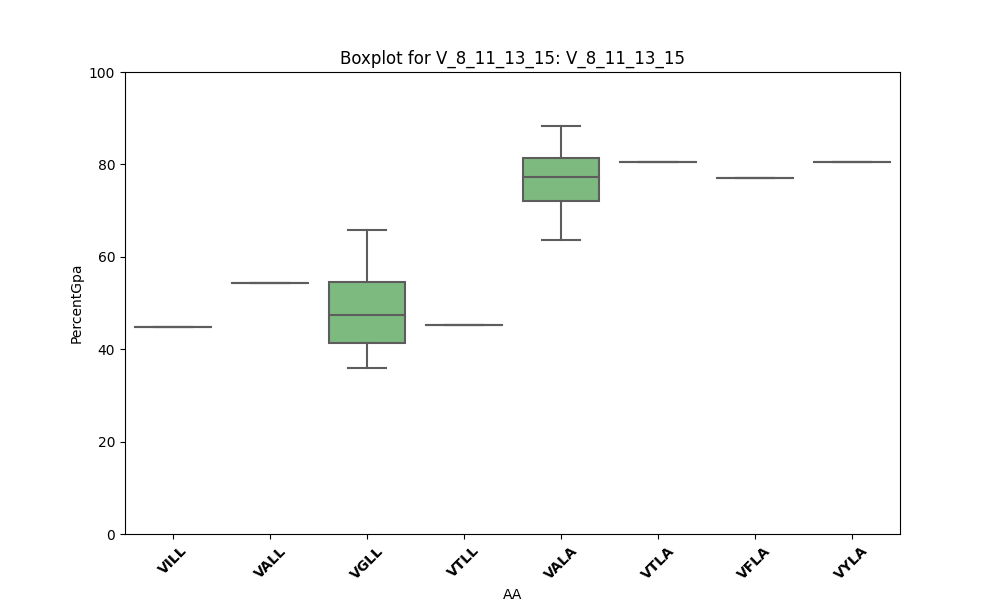 Boxplot for V_8_11_13_15: V_8_11_13_15
100
80
60
40
20
0
PercentGpa
VILL
VALL
VGLL
VTLL
VALA
VTLA
VFLA
VYLA
AA